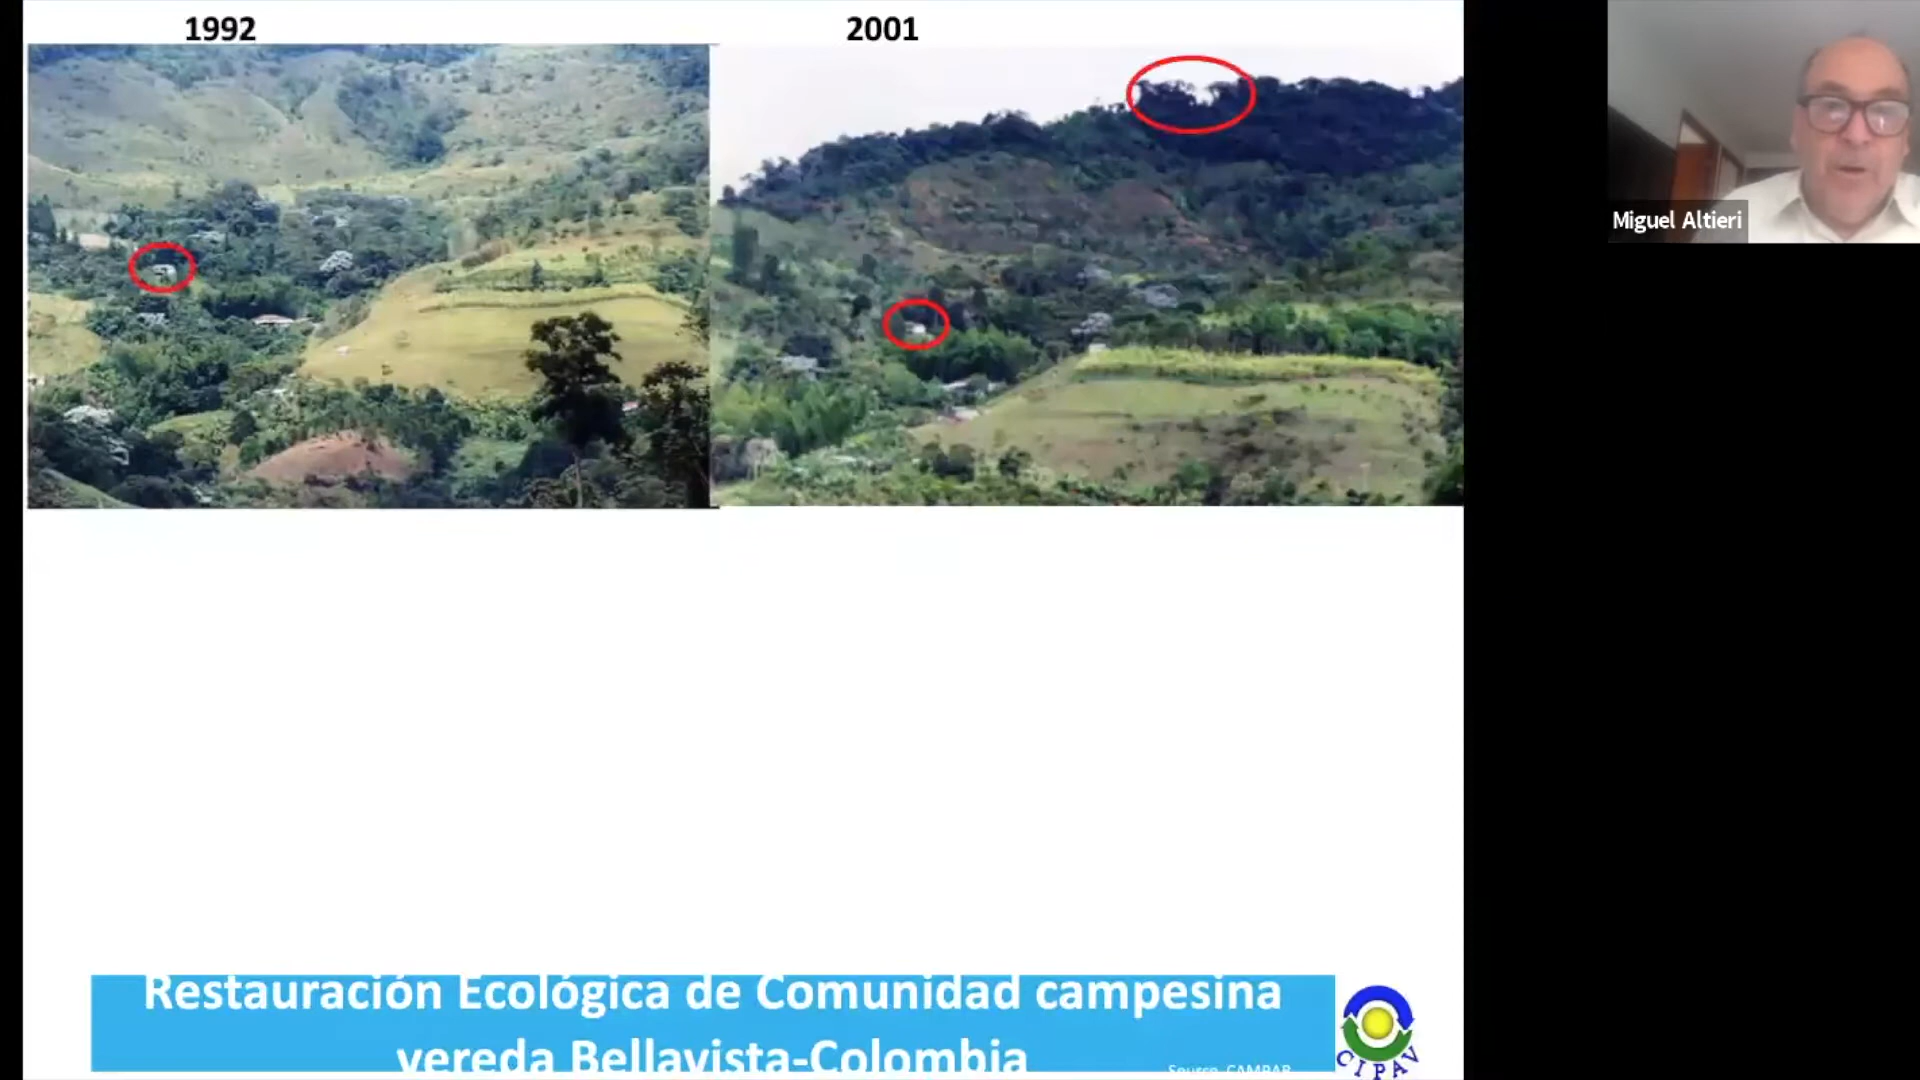 1992
2001
Miguel Altieri
Restauración Ecológica de Comunidad campesina
vereda Bellavista-Colombia
CIPAV